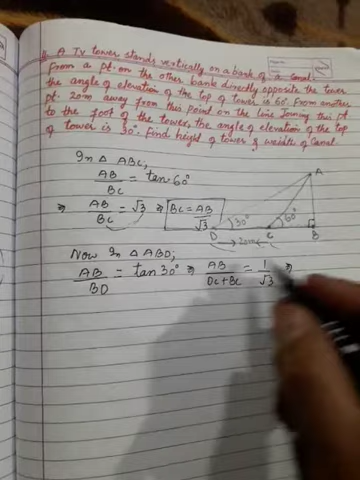 A TV tower stands vertically on a bank of a canal.
From a pt. on the other bank directly opposite the tower
the angle of elevation of the top of tower is 60°. From another
pt. 20m away from this point on the line Joining this pt
to the foot of the tower, the angle of elevation of the top
of tower is 30°. Find height of tower & width of Canal.
In Δ ABC,
AB/BC = tan 60°
⇒ AB/BC = √3 ⇒ BC = AB/√3
A
30° 60°
D C B
20m
Now In Δ ABD,
AB/BD = tan 30° ⇒ AB/DC+BC = 1/√3 ⇒